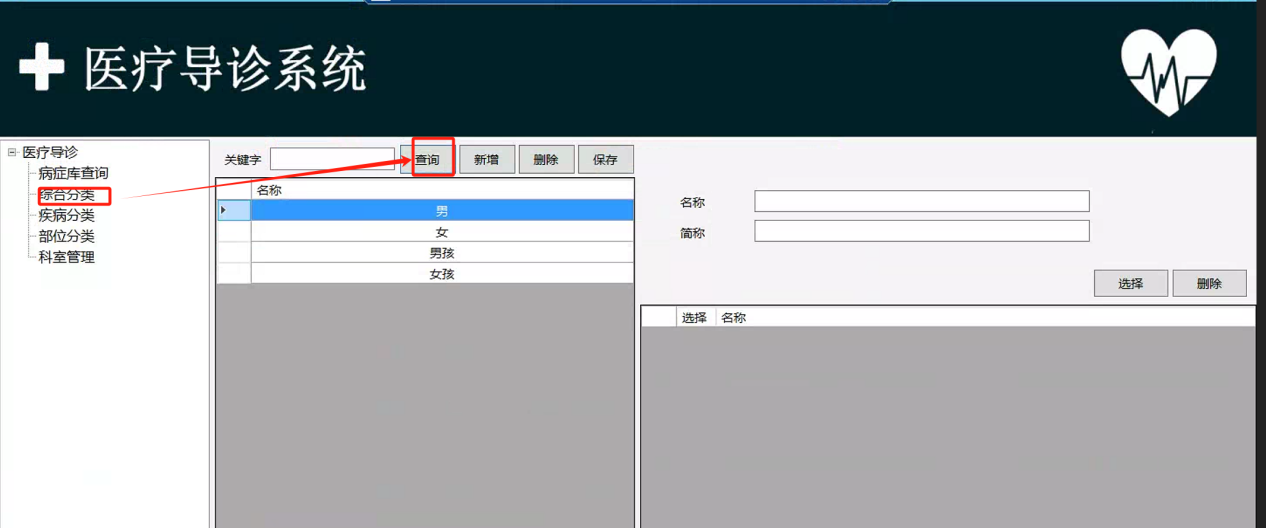 医疗导诊系统
医疗导诊
病症库查询
综合分类
疾病分类
部位分类
科室管理
关键字 查询 新增 删除 保存
名称
男
女
男孩
女孩
名称
简称
选择 删除
选择 名称